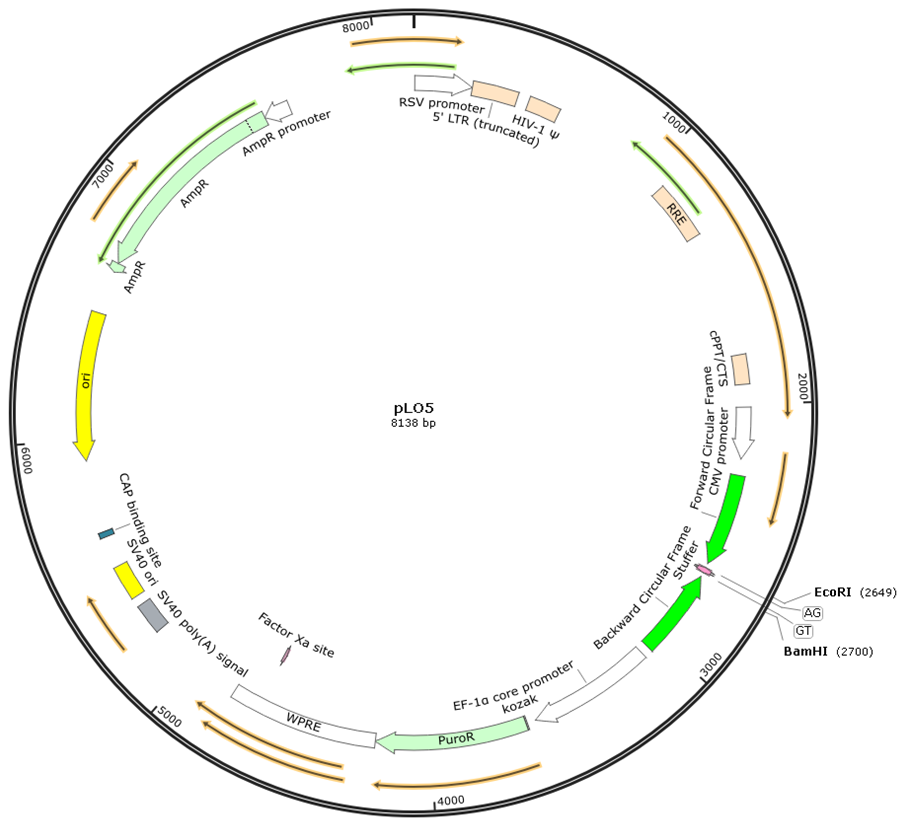 8000
RSV promoter
5' LTR (truncated)
HIV-1 Ψ
1000
RRE
cPPT/CTS
2000
CMV promoter
Forward Circular Frame
Stuffer
EcoRI (2649)
AG
GT
BamHI (2700)
Backward Circular Frame
3000
EF-1α core promoter
kozak
PuroR
4000
WPRE
Factor Xa site
5000
SV40 poly(A) signal
SV40 ori
CAP binding site
6000
ori
AmpR
7000
AmpR
AmpR promoter
pLO5
8138 bp